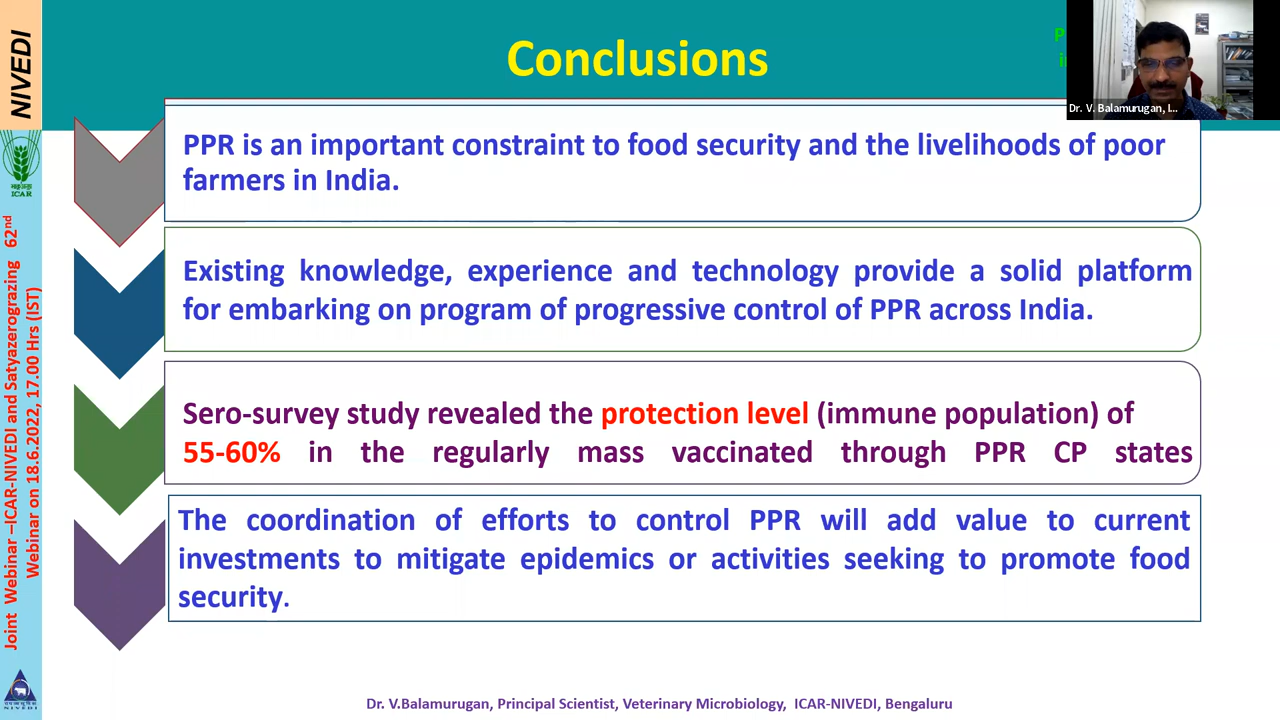 Conclusions
PPR is an important constraint to food security and the livelihoods of poor
farmers in India.
Existing knowledge, experience and technology provide a solid platform
for embarking on program of progressive control of PPR across India.
Sero-survey study revealed the protection level (immune population) of
55-60% in the regularly mass vaccinated through PPR CP states
The coordination of efforts to control PPR will add value to current
investments to mitigate epidemics or activities seeking to promote food
security.
Dr. V.Balamurugan, Principal Scientist, Veterinary Microbiology, ICAR-NIVEDI, Bengaluru
NIVEDI
ICAR
Joint Webinar –ICAR-NIVEDI and Satyazerograzing 62nd
Webinar on 18.6.2022, 17.00 Hrs (IST)
NIVEDI
Dr. V. Balamurugan, I...